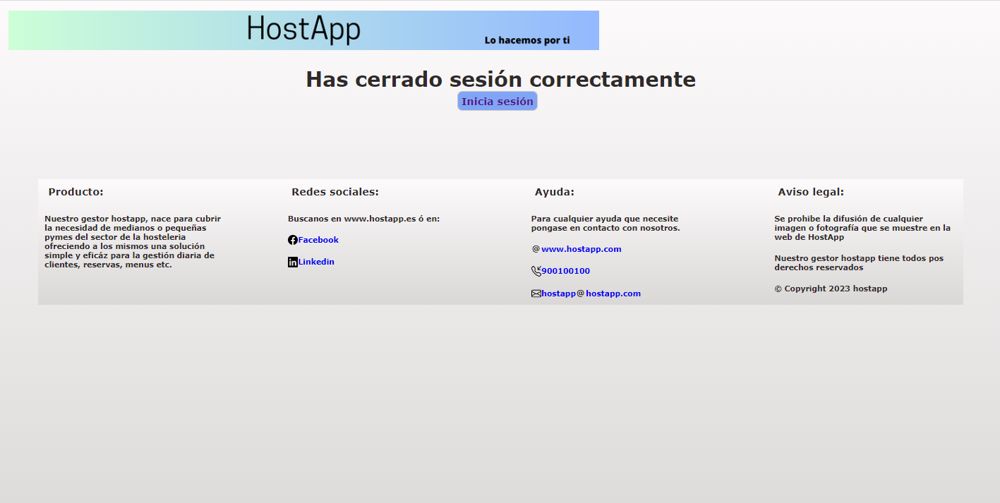 HostApp
Lo hacemos por ti
Has cerrado sesión correctamente
Inicia sesión
Producto:
Nuestro gestor hostapp, nace para cubrir
la necesidad de medianos o pequeñas
pymes del sector de la hosteleria
ofreciendo a los mismos una solución
simple y eficáz para la gestión diaria de
clientes, reservas, menus etc.
Redes sociales:
Buscanos en www.hostapp.es ó en:
Facebook
Linkedin
Ayuda:
Para cualquier ayuda que necesite
pongase en contacto con nosotros.
@www.hostapp.com
900100100
hostapp@hostapp.com
Aviso legal:
Se prohibe la difusión de cualquier
imagen o fotografía que se muestre en la
web de HostApp
Nuestro gestor hostapp tiene todos pos
derechos reservados
© Copyright 2023 hostapp